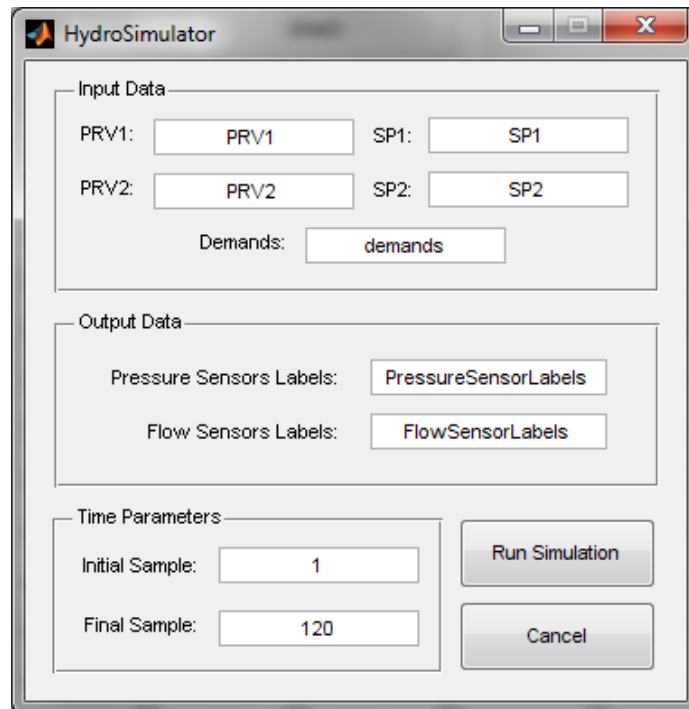 HydroSimulator
Input Data
PRV1: PRV1 SP1: SP1
PRV2: PRV2 SP2: SP2
Demands: demands
Output Data
Pressure Sensors Labels: PressureSensorLabels
Flow Sensors Labels: FlowSensorLabels
Time Parameters
Initial Sample: 1
Final Sample: 120
Run Simulation
Cancel